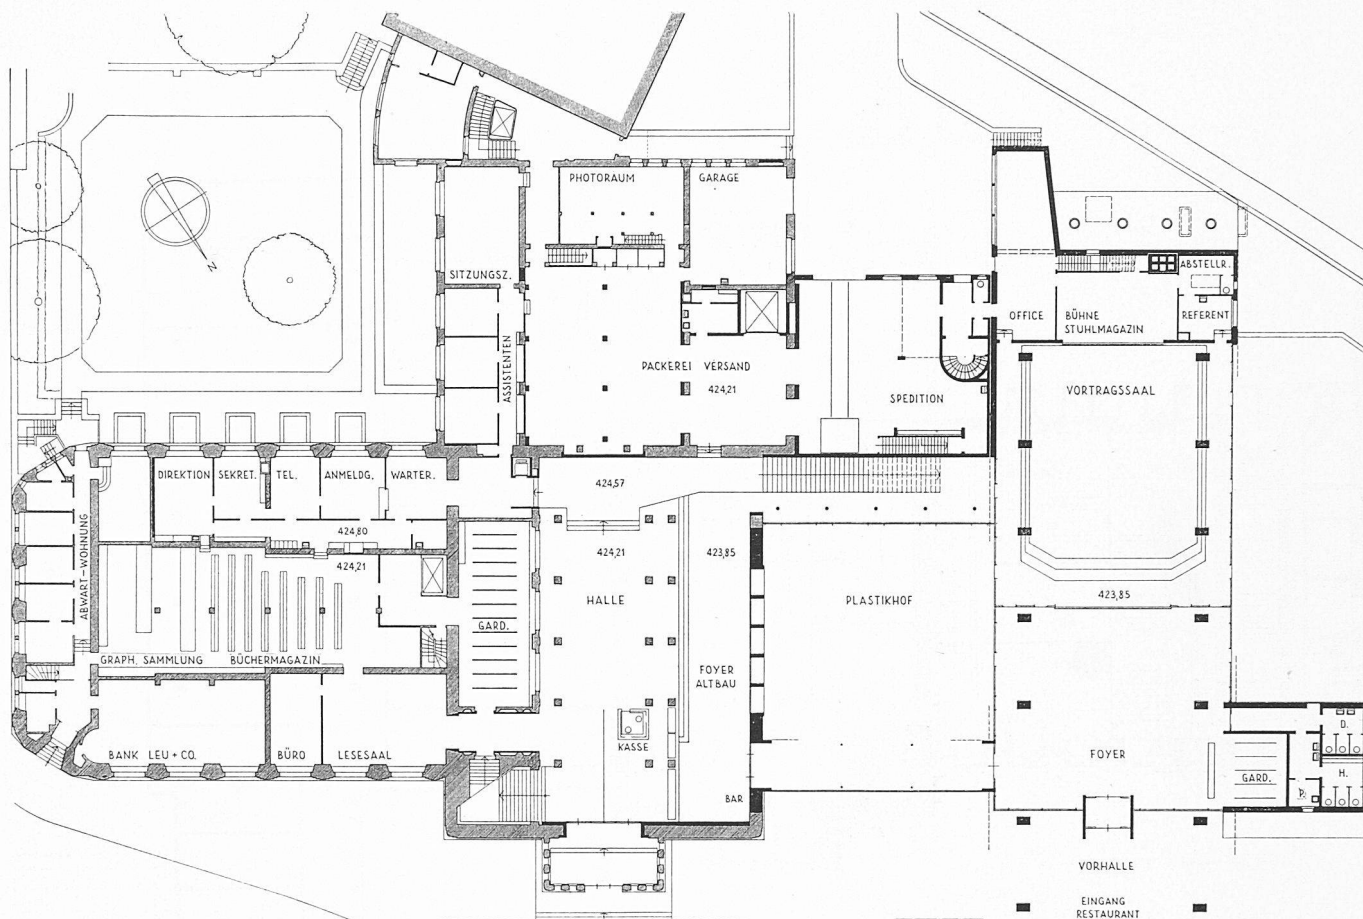 PHOTORAUM
GARAGE
N
SITZUNGSZ.
ABSTELLR.
OFFICE
BÜHNE
STUHLMAGAZIN
REFERENT
ASSISTENTEN
PACKEREI VERSAND
424,21
SPEDITION
VORTRAGSSAAL
DIREKTION
SEKRET.
TEL.
ANMELDG.
WARTER.
424,57
424,80
424,21
424,21
423,85
ABWART-WOHNUNG
HALLE
PLASTIKHOF
423,85
GARD.
GRAPH. SAMMLUNG
BÜCHERMAGAZIN
FOYER
ALTBAU
BANK LEU + CO.
BÜRO
LESESAAL
KASSE
FOYER
D.
GARD.
H.
P.
BAR
VORHALLE
EINGANG
RESTAURANT